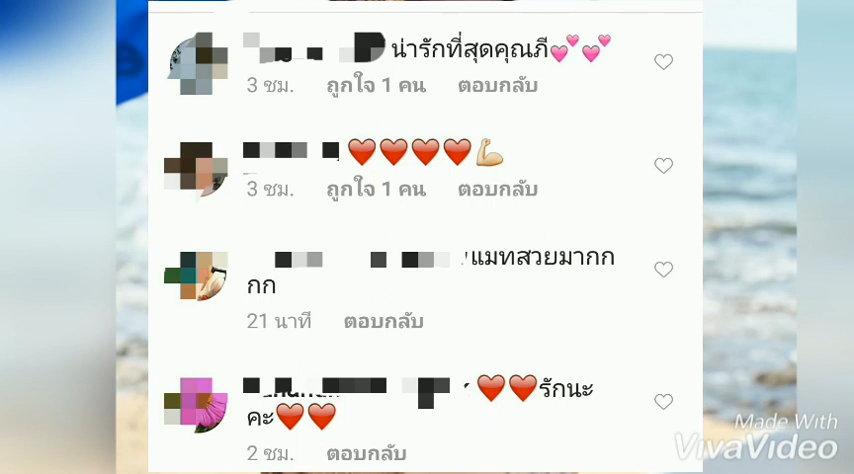 น่ารักที่สุดคุณภี💕💕
3 ชม. ถูกใจ 1 คน ตอบกลับ
❤️❤️❤️❤️💪🏼
3 ชม. ถูกใจ 1 คน ตอบกลับ
แมทสวยมากก
กก
21 นาที ตอบกลับ
❤️❤️รักนะ
คะ❤️❤️
2 ชม. ตอบกลับ
Made With
VivaVideo